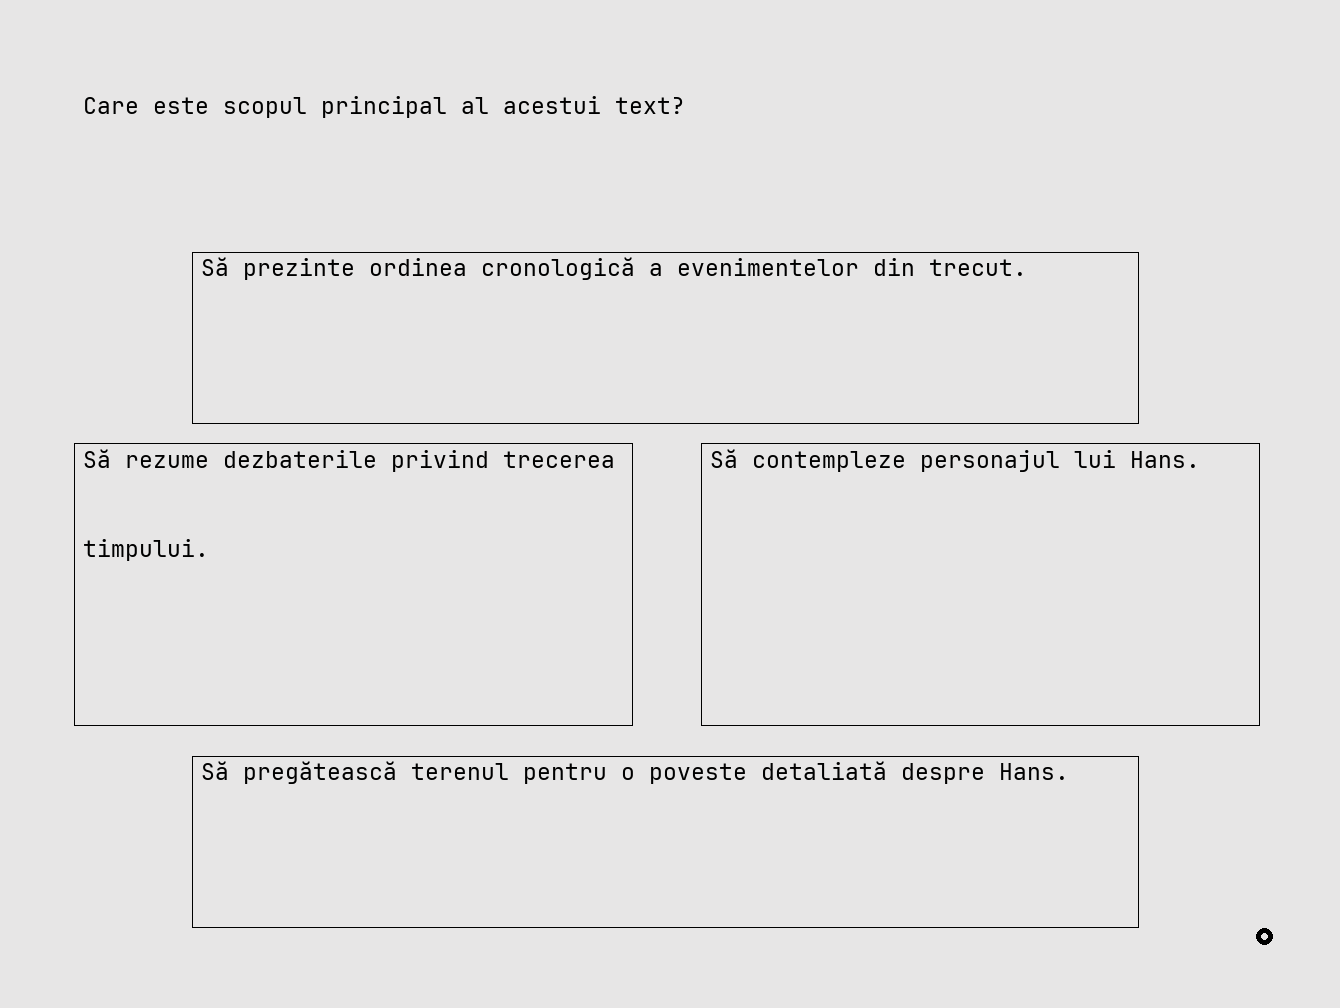 Care este scopul principal al acestui text?
Să prezinte ordinea cronologică a evenimentelor din trecut.
Să rezume dezbaterile privind trecerea
timpului.
Să contempleze personajul lui Hans.
Să pregătească terenul pentru o poveste detaliată despre Hans.